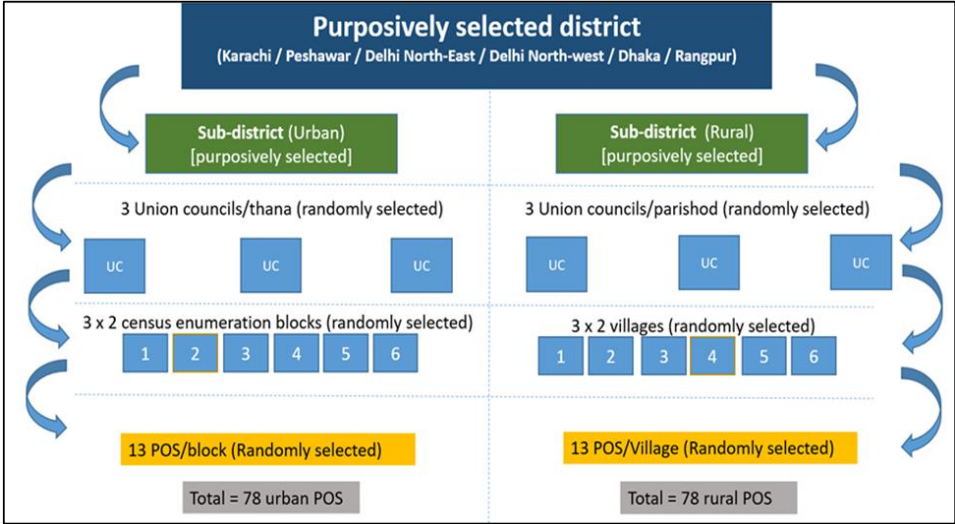 Purposively selected district
(Karachi / Peshawar / Delhi North-East / Delhi North-west / Dhaka / Rangpur)
Sub-district (Urban)
[purposively selected]
Sub-district (Rural)
[purposively selected]
3 Union councils/thana (randomly selected)
3 Union councils/parishod (randomly selected)
UC UC UC
UC UC UC
3 x 2 census enumeration blocks (randomly selected)
3 x 2 villages (randomly selected)
1 2 3 4 5 6
1 2 3 4 5 6
13 POS/block (Randomly selected)
13 POS/Village (Randomly selected)
Total = 78 urban POS
Total = 78 rural POS